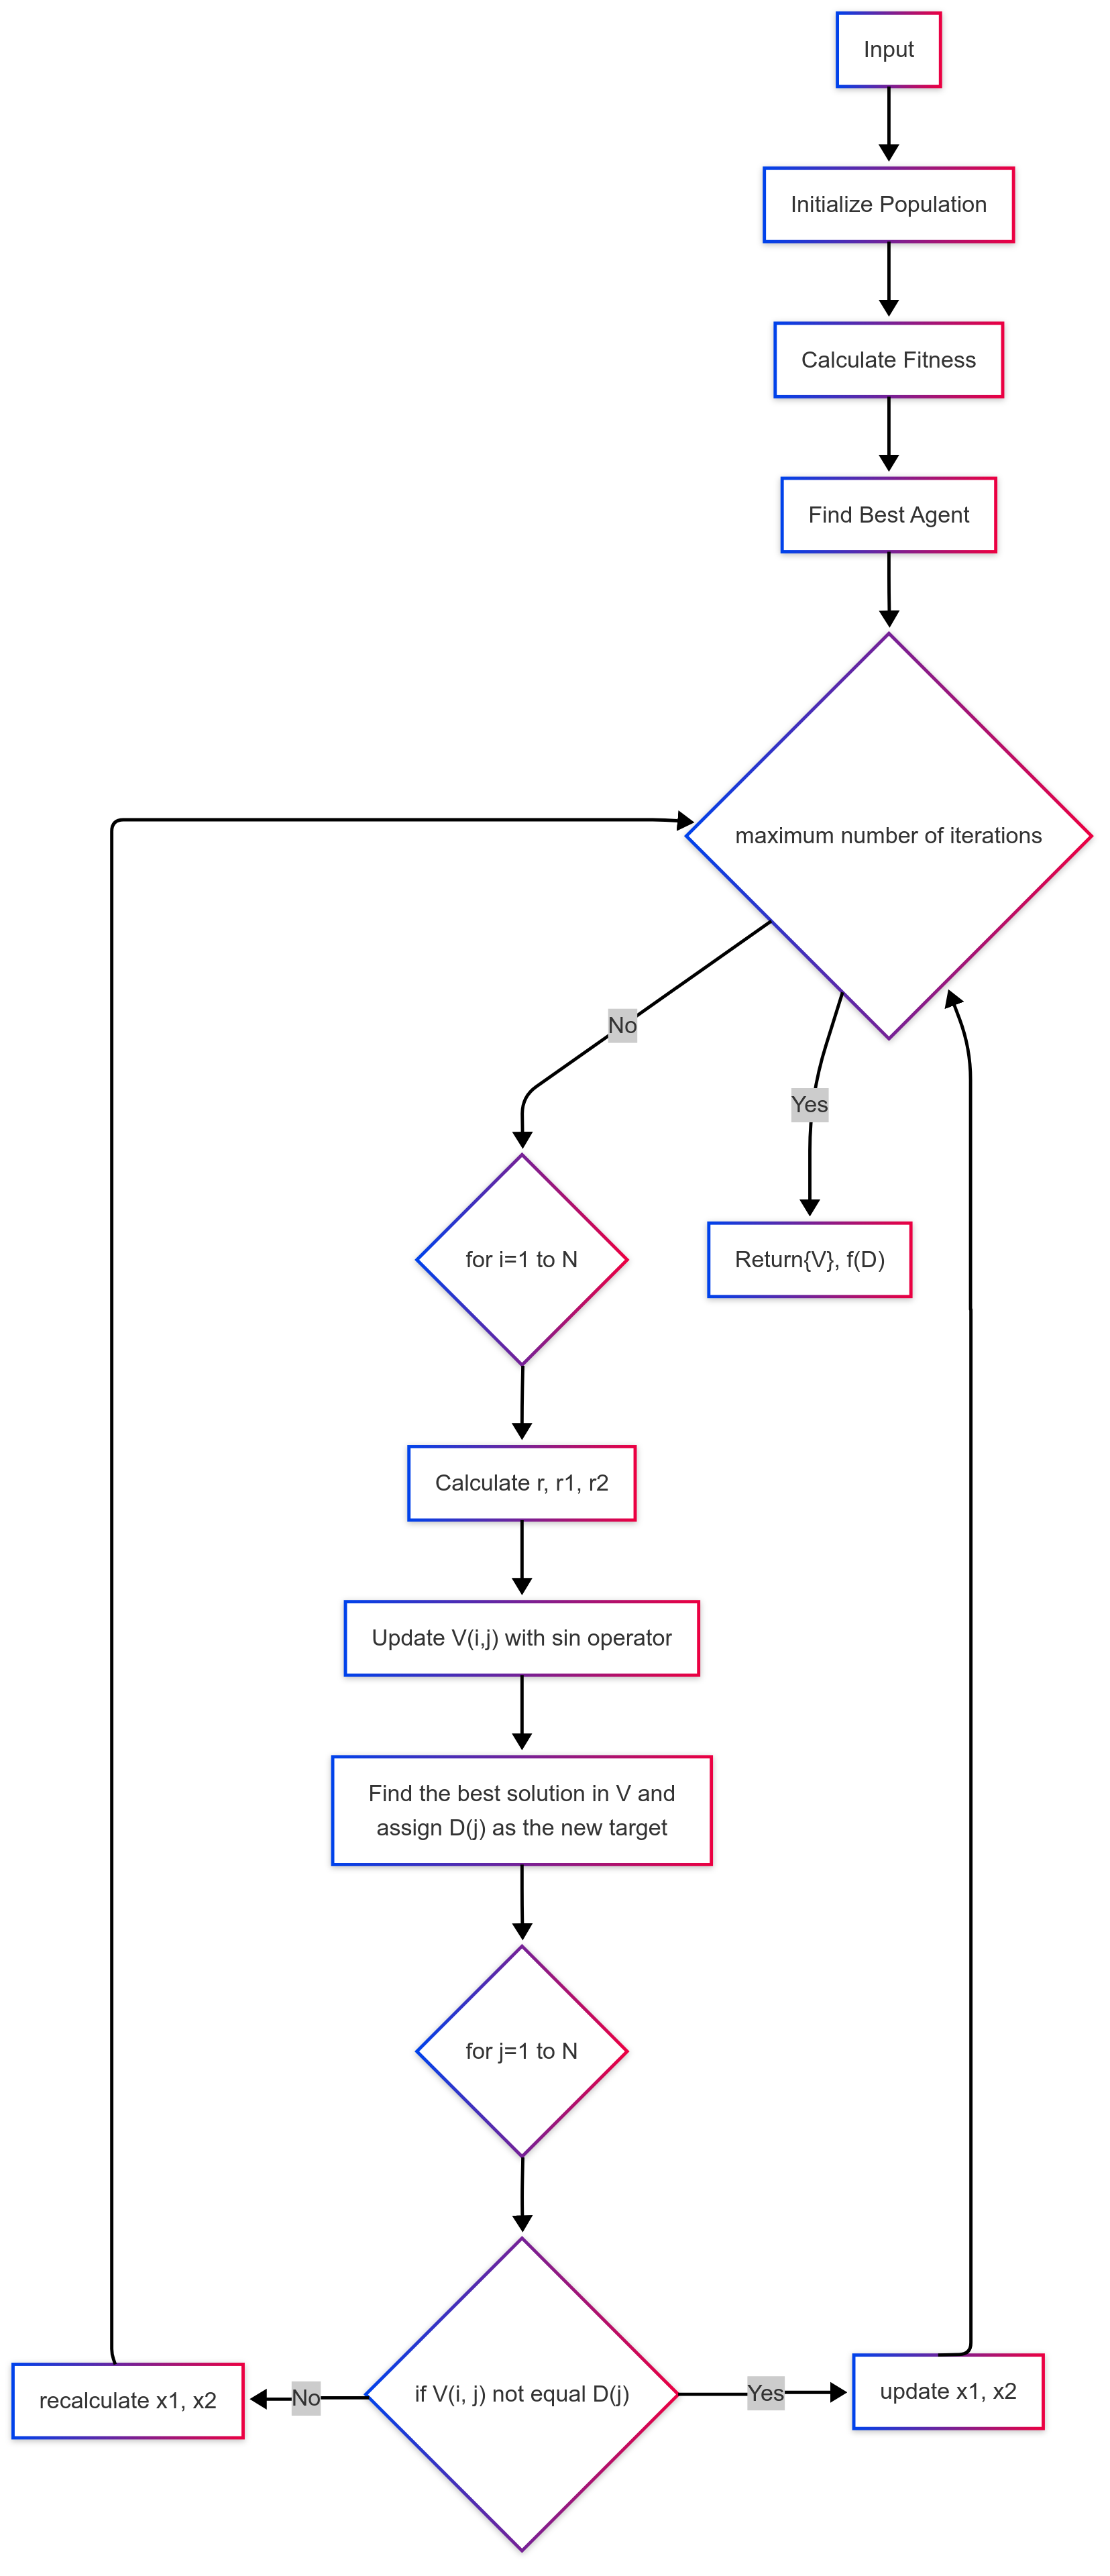 Input
Initialize Population
Calculate Fitness
Find Best Agent
maximum number of iterations
No
Yes
for i=1 to N
Return{V}, f(D)
Calculate r, r1, r2
Update V(i,j) with sin operator
Find the best solution in V and
assign D(j) as the new target
for j=1 to N
recalculate x1, x2
No
if V(i, j) not equal D(j)
Yes
update x1, x2